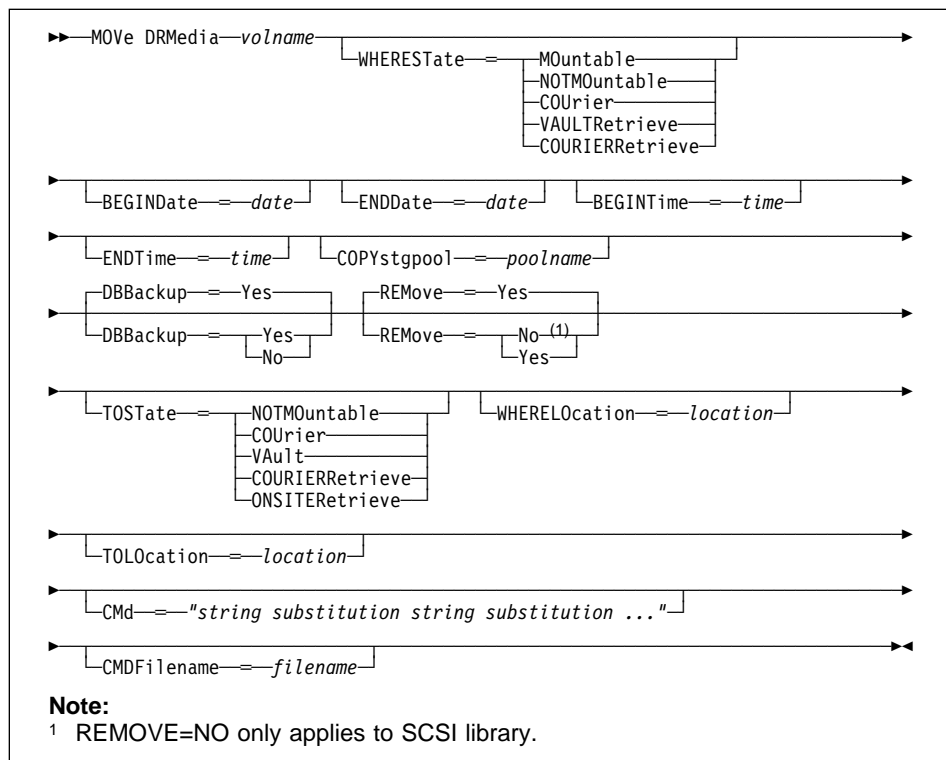 MOVe DRMedia volname
WHERESTate = MOuntable
NOTMOuntable
COUrier
VAULTRetrieve
COURIERRetrieve
BEGINDate = date ENDDate = date BEGINTime = time
ENDTime = time COPYstgpool = poolname
DBBackup = Yes REMove = Yes
DBBackup = Yes REMove = No (1)
No Yes
TOSTate = NOTMOuntable WHERELOcation = location
COUrier
VAult
COURIERRetrieve
ONSITERetrieve
TOLOcation = location
CMd = "string substitution string substitution ..."
CMDFilename = filename
Note:
1 REMOVE=NO only applies to SCSI library.